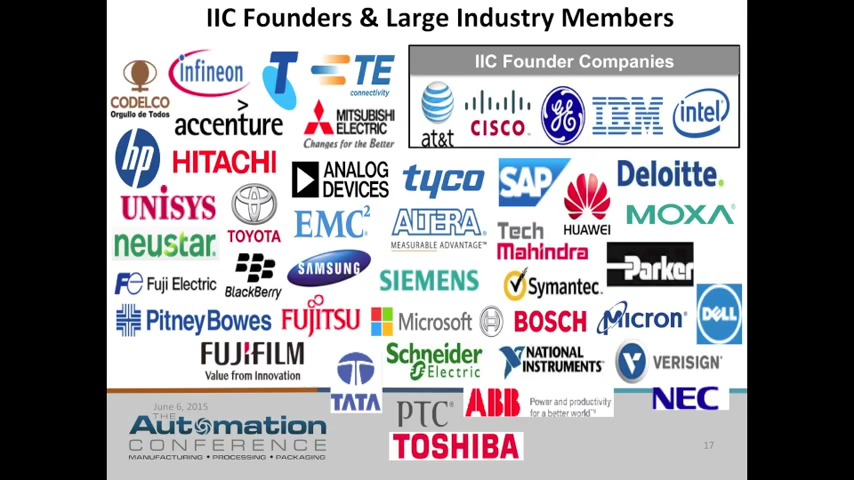 IIC Founders & Large Industry Members
IIC Founder Companies
at&t
CISCO
GE
IBM
intel
CODELCO
Orgullo de Todos
infineon
T
TE
connectivity
accenture
MITSUBISHI
ELECTRIC
Changes for the Better
hp
HITACHI
ANALOG
DEVICES
tyco
SAP
HUAWEI
Deloitte.
UNISYS
TOYOTA
EMC²
ALTERA®
MEASURABLE ADVANTAGE™
Tech
Mahindra
MOXA®
neustar.
BlackBerry
SAMSUNG
SIEMENS
Symantec.
Parker
Fe Fuji Electric
PitneyBowes
FUJITSU
Microsoft
BOSCH
Micron®
DELL
FUJIFILM
Value from Innovation
TATA
Schneider
Electric
NATIONAL
INSTRUMENTS™
VERISIGN™
PTC®
ABB
Power and productivity
for a better world™
NEC
TOSHIBA
June 6, 2015
THE
Automation
CONFERENCE
MANUFACTURING • PROCESSING • PACKAGING
17